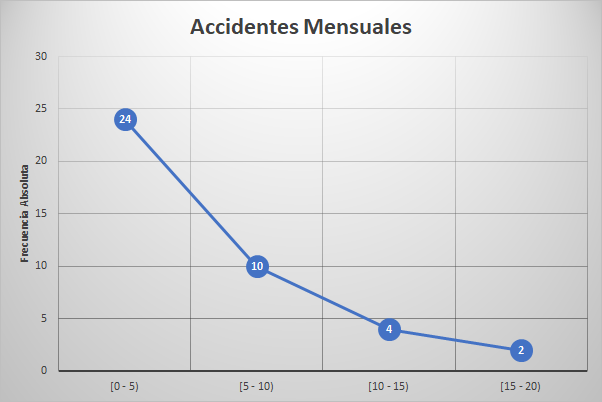 Accidentes Mensuales
Frecuencia Absoluta
30
25
20
15
10
5
0
24
10
4
2
[0 - 5)
[5 - 10)
[10 - 15)
[15 - 20)